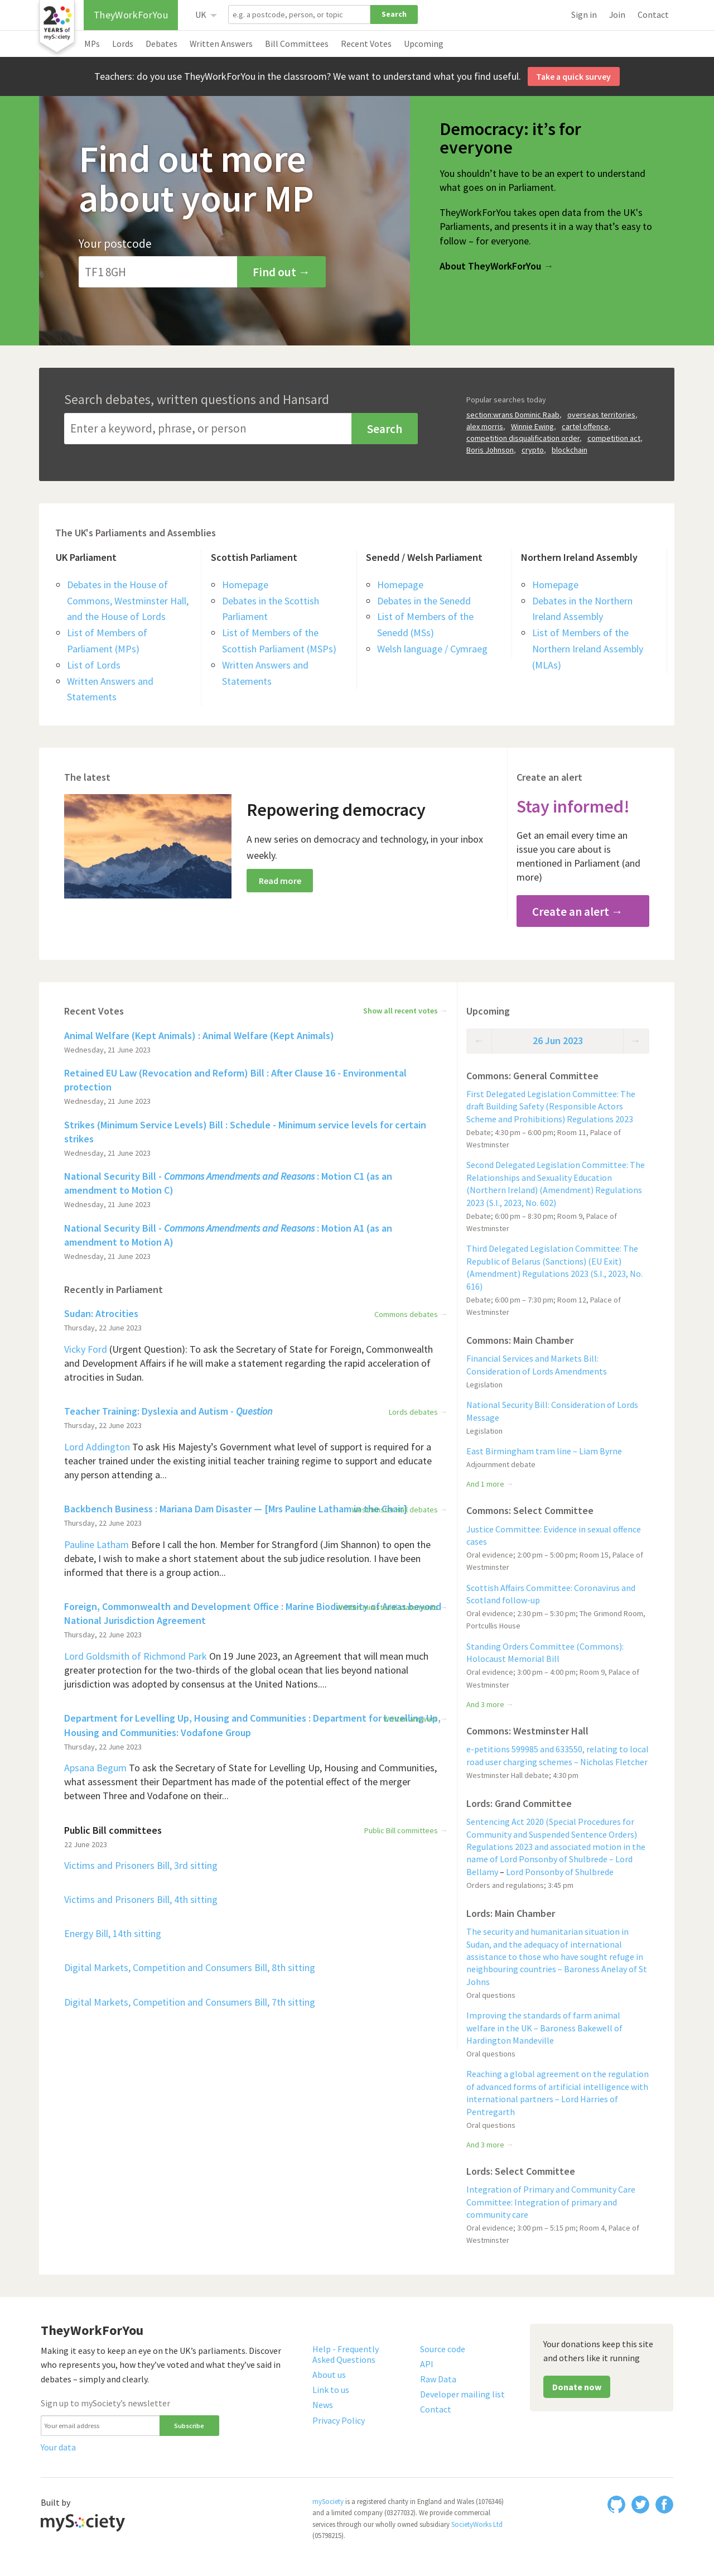 20
YEARS of
mySociety
TheyWorkForYou
UK
e.g. a postcode, person, or topic
Search
Sign in
Join
Contact
MPs
Lords
Debates
Written Answers
Bill Committees
Recent Votes
Upcoming
Teachers: do you use TheyWorkForYou in the classroom? We want to understand what you find useful.
Take a quick survey
Find out more
about your MP
Your postcode
TF1 8GH
Find out →
Democracy: it’s for
everyone
You shouldn’t have to be an expert to understand
what goes on in Parliament.
TheyWorkForYou takes open data from the UK’s
Parliaments, and presents it in a way that’s easy to
follow – for everyone.
About TheyWorkForYou →
Search debates, written questions and Hansard
Enter a keyword, phrase, or person
Search
Popular searches today
section:wrans Dominic Raab, overseas territories,
alex morris, Winnie Ewing, cartel offence,
competition disqualification order, competition act,
Boris Johnson, crypto, blockchain
The UK's Parliaments and Assemblies
UK Parliament
Debates in the House of
Commons, Westminster Hall,
and the House of Lords
List of Members of
Parliament (MPs)
List of Lords
Written Answers and
Statements
Scottish Parliament
Homepage
Debates in the Scottish
Parliament
List of Members of the
Scottish Parliament (MSPs)
Written Answers and
Statements
Senedd / Welsh Parliament
Homepage
Debates in the Senedd
List of Members of the
Senedd (MSs)
Welsh language / Cymraeg
Northern Ireland Assembly
Homepage
Debates in the Northern
Ireland Assembly
List of Members of the
Northern Ireland Assembly
(MLAs)
The latest
Repowering democracy
A new series on democracy and technology, in your inbox
weekly.
Read more
Create an alert
Stay informed!
Get an email every time an
issue you care about is
mentioned in Parliament (and
more)
Create an alert →
Recent Votes
Show all recent votes →
Animal Welfare (Kept Animals) : Animal Welfare (Kept Animals)
Wednesday, 21 June 2023
Retained EU Law (Revocation and Reform) Bill : After Clause 16 - Environmental
protection
Wednesday, 21 June 2023
Strikes (Minimum Service Levels) Bill : Schedule - Minimum service levels for certain
strikes
Wednesday, 21 June 2023
National Security Bill - Commons Amendments and Reasons : Motion C1 (as an
amendment to Motion C)
Wednesday, 21 June 2023
National Security Bill - Commons Amendments and Reasons : Motion A1 (as an
amendment to Motion A)
Wednesday, 21 June 2023
Recently in Parliament
Sudan: Atrocities
Commons debates →
Thursday, 22 June 2023
Vicky Ford (Urgent Question): To ask the Secretary of State for Foreign, Commonwealth
and Development Affairs if he will make a statement regarding the rapid acceleration of
atrocities in Sudan.
Teacher Training: Dyslexia and Autism - Question
Lords debates →
Thursday, 22 June 2023
Lord Addington To ask His Majesty’s Government what level of support is required for a
teacher trained under the existing initial teacher training regime to support and educate
any person attending a...
Backbench Business : Mariana Dam Disaster — [Mrs Pauline Latham in the Chair]
debates →
Thursday, 22 June 2023
Pauline Latham Before I call the hon. Member for Strangford (Jim Shannon) to open the
debate, I wish to make a short statement about the sub judice resolution. I have been
informed that there is a group action...
Foreign, Commonwealth and Development Office : Marine Biodiversity of Areas beyond
National Jurisdiction Agreement
Thursday, 22 June 2023
Lord Goldsmith of Richmond Park On 19 June 2023, an Agreement that will mean much
greater protection for the two-thirds of the global ocean that lies beyond national
jurisdiction was adopted by consensus at the United Nations....
Department for Levelling Up, Housing and Communities : Department for Levelling Up,
Housing and Communities: Vodafone Group
Thursday, 22 June 2023
Apsana Begum To ask the Secretary of State for Levelling Up, Housing and Communities,
what assessment their Department has made of the potential effect of the merger
between Three and Vodafone on their...
Public Bill committees
Public Bill committees →
22 June 2023
Victims and Prisoners Bill, 3rd sitting
Victims and Prisoners Bill, 4th sitting
Energy Bill, 14th sitting
Digital Markets, Competition and Consumers Bill, 8th sitting
Digital Markets, Competition and Consumers Bill, 7th sitting
Upcoming
← 26 Jun 2023 →
Commons: General Committee
First Delegated Legislation Committee: The
draft Building Safety (Responsible Actors
Scheme and Prohibitions) Regulations 2023
Debate; 4:30 pm – 6:00 pm; Room 11, Palace of
Westminster
Second Delegated Legislation Committee: The
Relationships and Sexuality Education
(Northern Ireland) (Amendment) Regulations
2023 (S.I., 2023, No. 602)
Debate; 6:00 pm – 8:30 pm; Room 9, Palace of
Westminster
Third Delegated Legislation Committee: The
Republic of Belarus (Sanctions) (EU Exit)
(Amendment) Regulations 2023 (S.I., 2023, No.
616)
Debate; 6:00 pm – 7:30 pm; Room 12, Palace of
Westminster
Commons: Main Chamber
Financial Services and Markets Bill:
Consideration of Lords Amendments
Legislation
National Security Bill: Consideration of Lords
Message
Legislation
East Birmingham tram line – Liam Byrne
Adjournment debate
And 1 more →
Commons: Select Committee
Justice Committee: Evidence in sexual offence
cases
Oral evidence; 2:00 pm – 5:00 pm; Room 15, Palace of
Westminster
Scottish Affairs Committee: Coronavirus and
Scotland follow-up
Oral evidence; 2:30 pm – 5:30 pm; The Grimond Room,
Portcullis House
Standing Orders Committee (Commons):
Holocaust Memorial Bill
Oral evidence; 3:00 pm – 4:00 pm; Room 9, Palace of
Westminster
And 3 more →
Commons: Westminster Hall
e-petitions 599985 and 633550, relating to local
road user charging schemes – Nicholas Fletcher
Westminster Hall debate; 4:30 pm
Lords: Grand Committee
Sentencing Act 2020 (Special Procedures for
Community and Suspended Sentence Orders)
Regulations 2023 and associated motion in the
name of Lord Ponsonby of Shulbrede – Lord
Bellamy – Lord Ponsonby of Shulbrede
Orders and regulations; 3:45 pm
Lords: Main Chamber
The security and humanitarian situation in
Sudan, and the adequacy of international
assistance to those who have sought refuge in
neighbouring countries – Baroness Anelay of St
Johns
Oral questions
Improving the standards of farm animal
welfare in the UK – Baroness Bakewell of
Hardington Mandeville
Oral questions
Reaching a global agreement on the regulation
of advanced forms of artificial intelligence with
international partners – Lord Harries of
Pentregarth
Oral questions
And 3 more →
Lords: Select Committee
Integration of Primary and Community Care
Committee: Integration of primary and
community care
Oral evidence; 3:00 pm – 5:15 pm; Room 4, Palace of
Westminster
TheyWorkForYou
Making it easy to keep an eye on the UK’s parliaments. Discover
who represents you, how they’ve voted and what they’ve said in
debates – simply and clearly.
Sign up to mySociety’s newsletter
Your email address
Subscribe
Your data
Help - Frequently
Asked Questions
About us
Link to us
News
Privacy Policy
Source code
API
Raw Data
Developer mailing list
Contact
Your donations keep this site
and others like it running
Donate now
Built by
mySociety
mySociety is a registered charity in England and Wales (1076346)
and a limited company (03277032). We provide commercial
services through our wholly owned subsidiary SocietyWorks Ltd
(05798215).